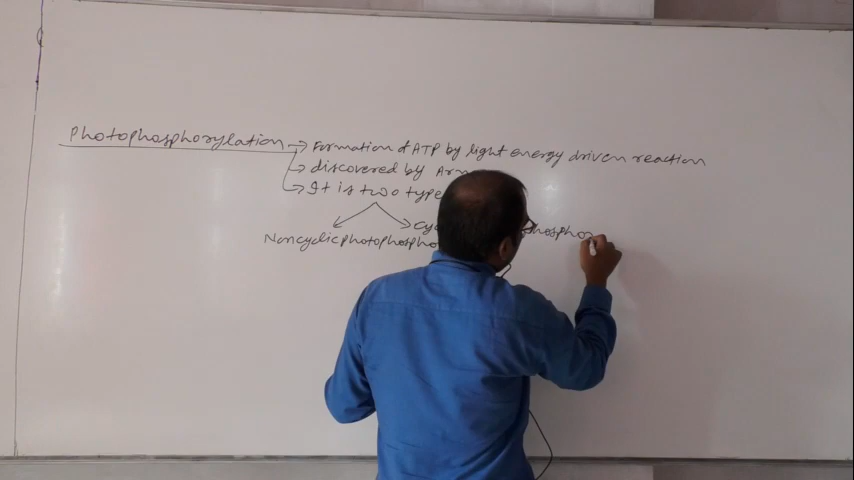 Photophosphorylation → Formation of ATP by light energy driven reaction
→ discovered by Arn
→ It is two type
Noncyclic photophospho
Cyc phosphor